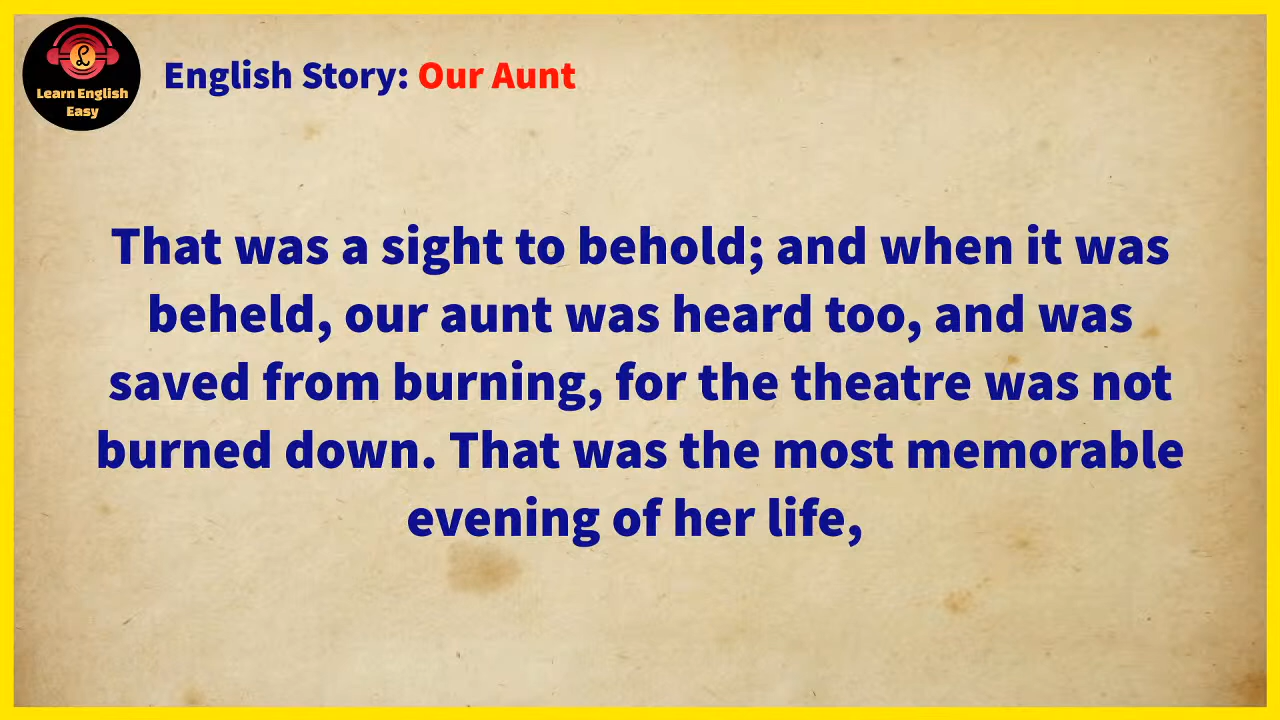 Learn English
Easy
English Story: Our Aunt
That was a sight to behold; and when it was
beheld, our aunt was heard too, and was
saved from burning, for the theatre was not
burned down. That was the most memorable
evening of her life,